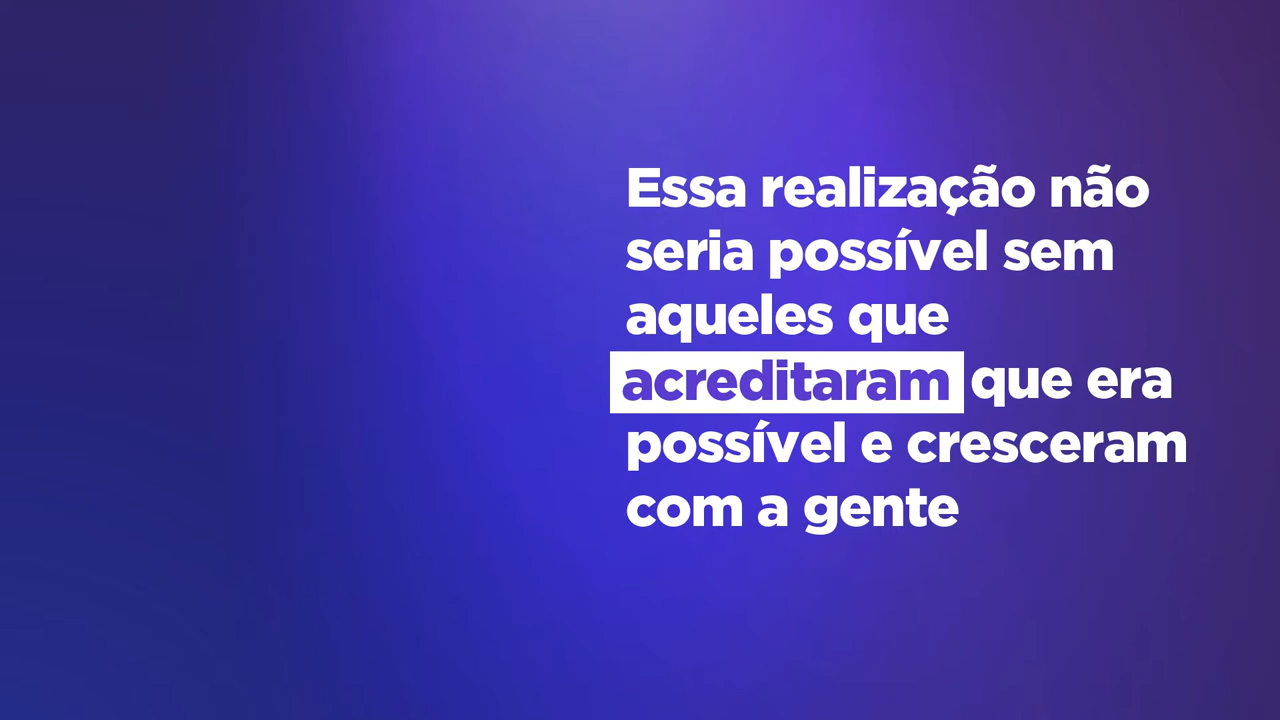 Essa realização não
seria possível sem
aqueles que
acreditaram que era
possível e cresceram
com a gente